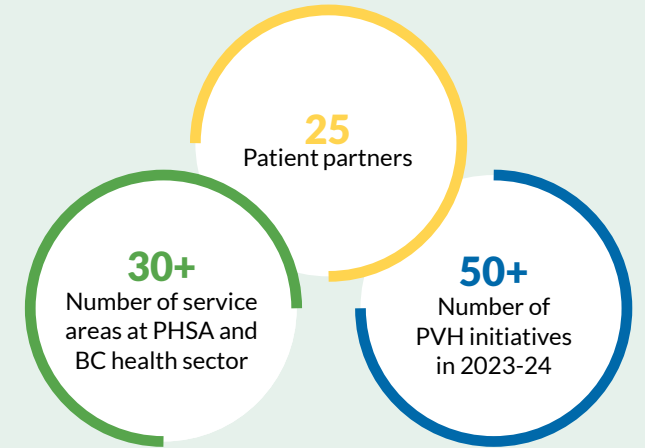 25
Patient partners
30+
Number of service
areas at PHSA and
BC health sector
50+
Number of
PVH initiatives
in 2023-24